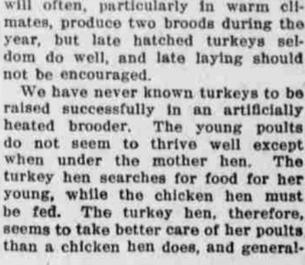 will often, particularly in warm cli-
mates, produce two broods during the
year, but late hatched turkeys sel-
dom do well, and late laying should
not be encouraged.
We have never known turkeys to be
raised successfully in an artificially
heated brooder. The young poults
do not seem to thrive well except
when under the mother hen. The
turkey hen searches for food for her
young, while the chicken hen must
be fed. The turkey hen, therefore,
seems to take better care of her poults
than a chicken hen does, and general-